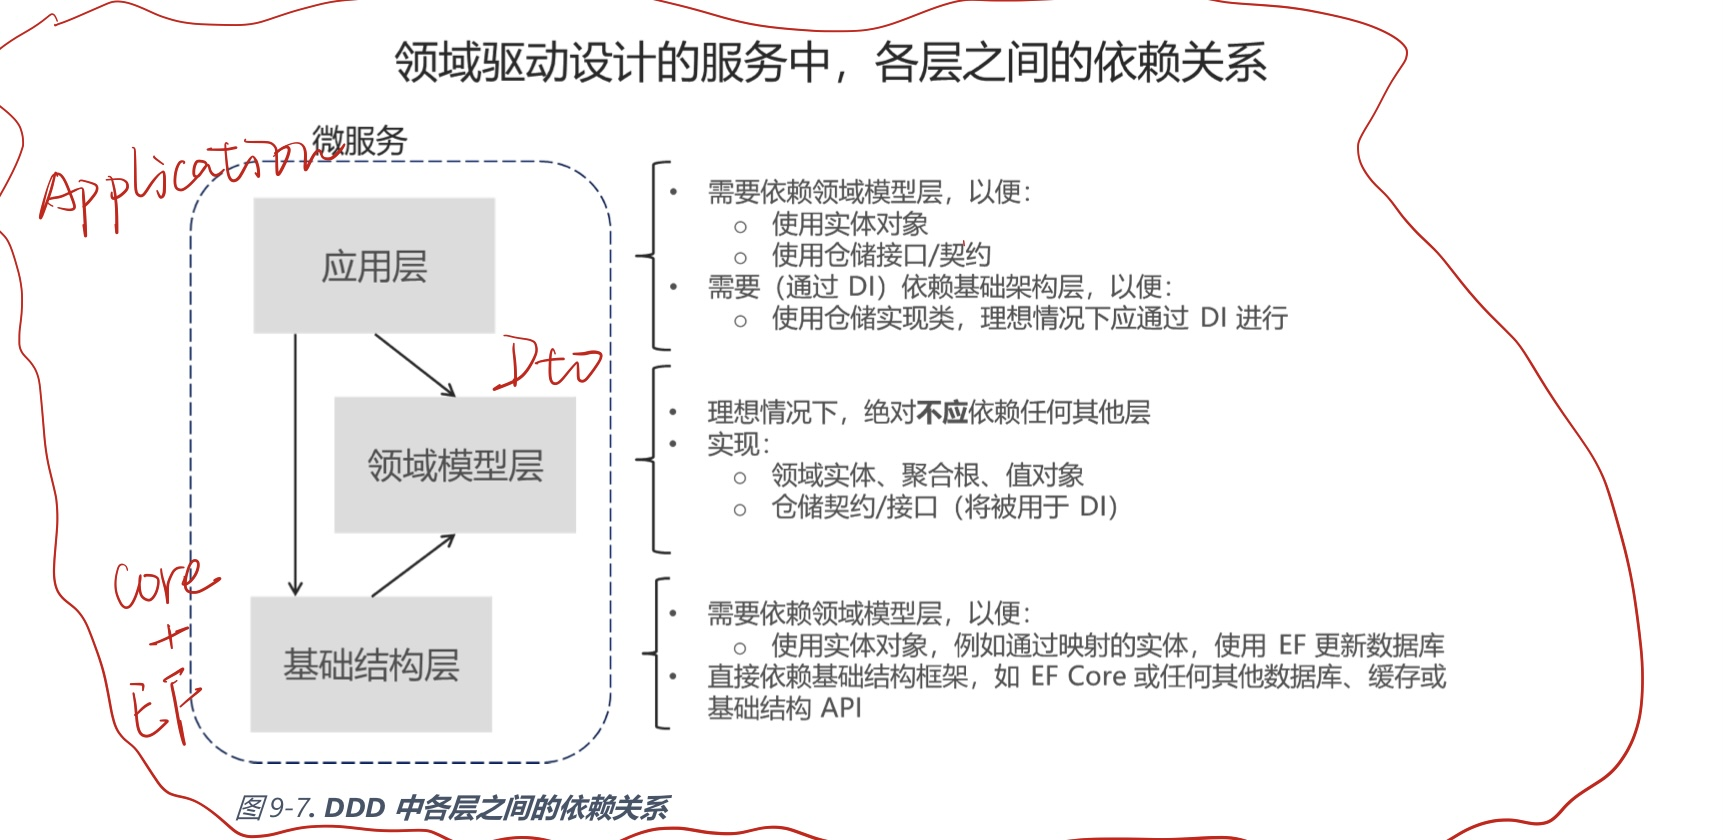 领域驱动设计的服务中，各层之间的依赖关系
微服务
Application
应用层
• 需要依赖领域模型层，以便：
○ 使用实体对象
○ 使用仓储接口/契约
• 需要（通过 DI）依赖基础架构层，以便：
○ 使用仓储实现类，理想情况下应通过 DI 进行
Dto
领域模型层
• 理想情况下，绝对不应依赖任何其他层
• 实现：
○ 领域实体、聚合根、值对象
○ 仓储契约/接口（将被用于 DI）
Core
+
EF
基础结构层
• 需要依赖领域模型层，以便：
○ 使用实体对象，例如通过映射的实体，使用 EF 更新数据库
• 直接依赖基础结构框架，如 EF Core 或任何其他数据库、缓存或
基础结构 API
图 9-7. DDD 中各层之间的依赖关系